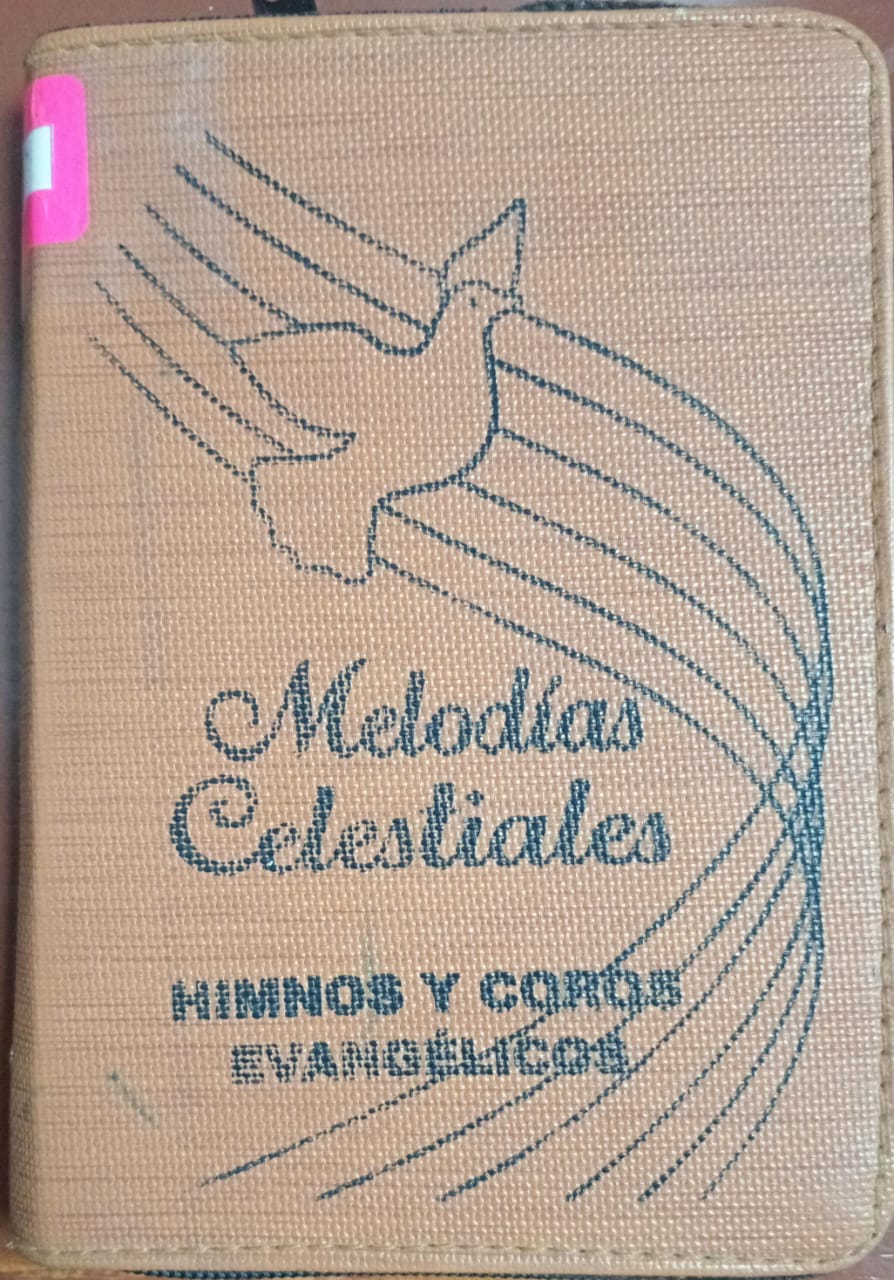 Melodías
Celestiales
HIMNOS Y COROS
EVANGÉLICOS